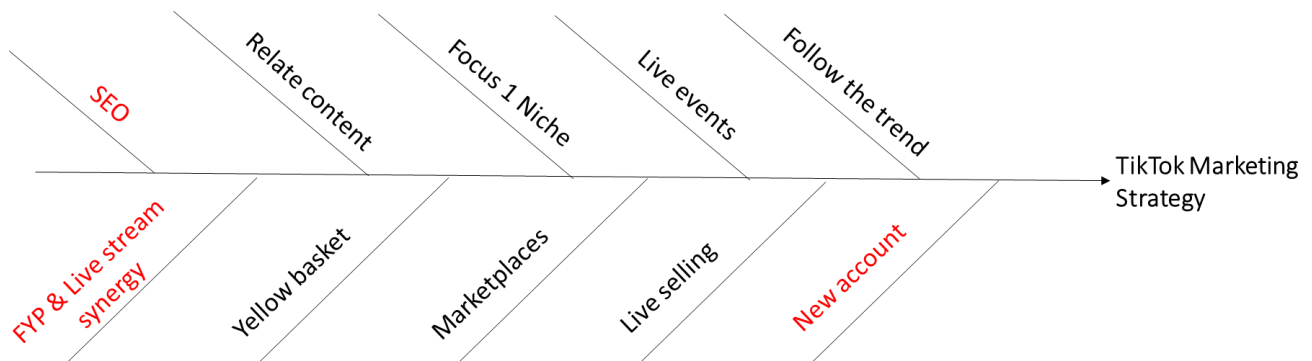 SEO
Relate content
Focus 1 Niche
Live events
Follow the trend
TikTok Marketing
Strategy
FYP & Live stream
synergy
Yellow basket
Marketplaces
Live selling
New account